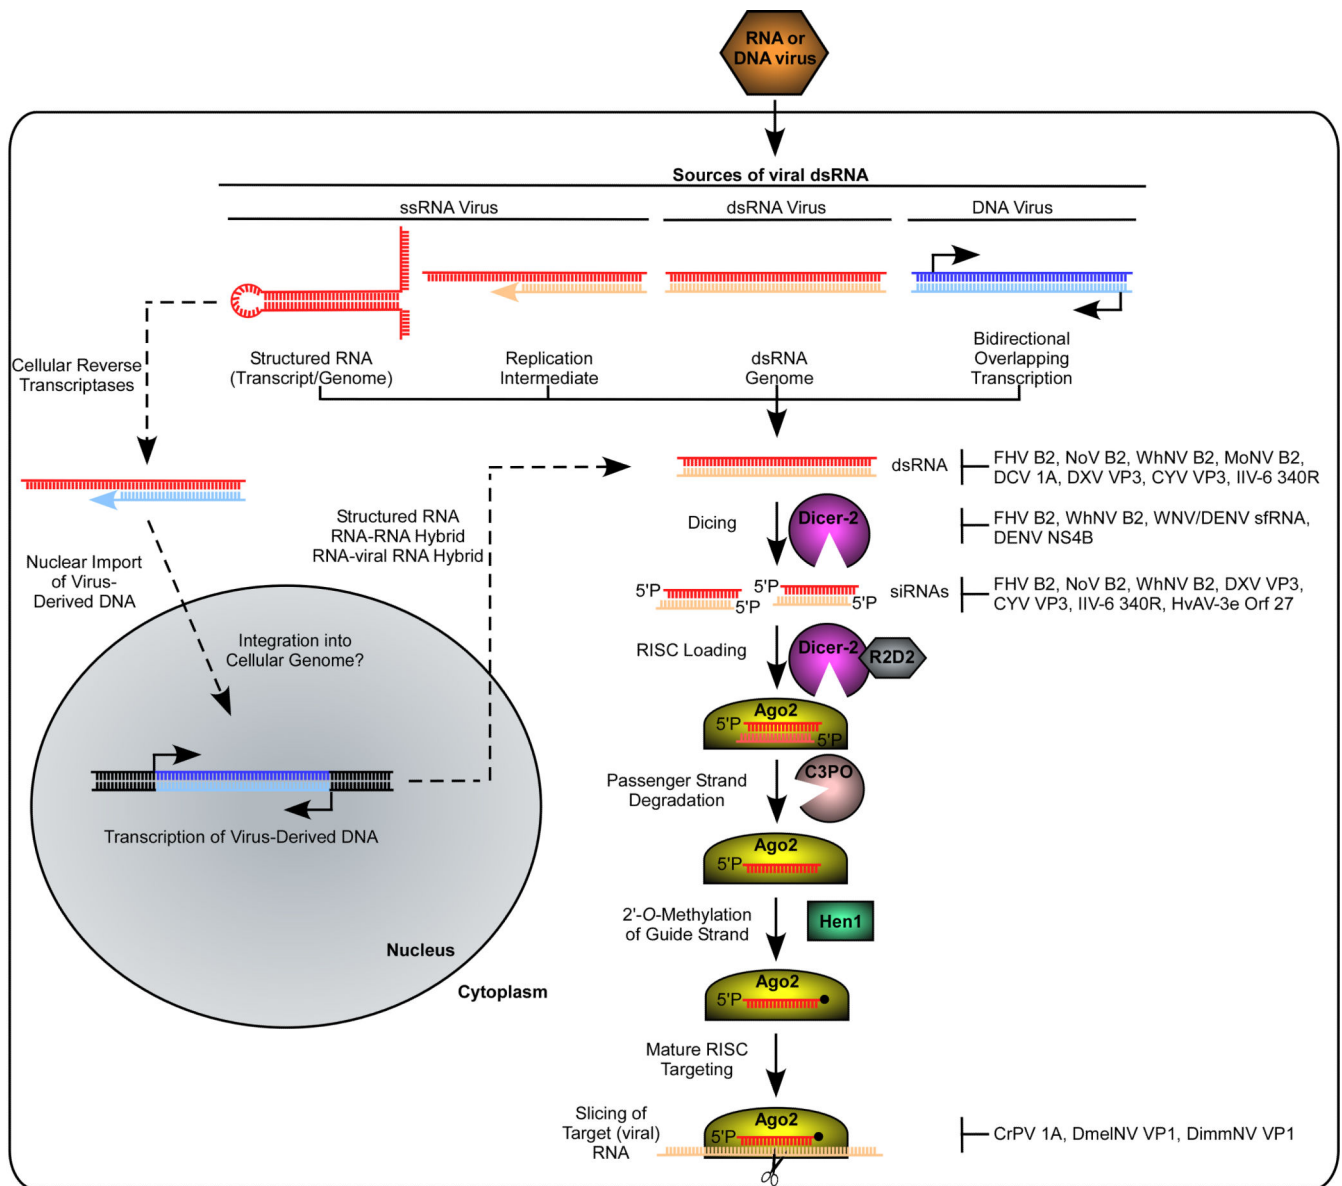 RNA or
DNA virus
Sources of viral dsRNA
ssRNA Virus
dsRNA Virus
DNA Virus
Cellular Reverse
Transcriptases
Structured RNA
(Transcript/Genome)
Replication
Intermediate
dsRNA
Genome
Bidirectional
Overlapping
Transcription
dsRNA
FHV B2, NoV B2, WhNV B2, MoNV B2,
DCV 1A, DXV VP3, CYV VP3, IIV-6 340R
Structured RNA
RNA-RNA Hybrid
RNA-viral RNA Hybrid
Dicing
Dicer-2
FHV B2, WhNV B2, WNV/DENV sfRNA,
DENV NS4B
Nuclear Import
of Virus-
Derived DNA
5'P
5'P
5'P
5'P
siRNAs
FHV B2, NoV B2, WhNV B2, DXV VP3,
CYV VP3, IIV-6 340R, HvAV-3e Orf 27
Integration into
Cellular Genome?
RISC Loading
Dicer-2
R2D2
Ago2
5'P
5'P
Passenger Strand
Degradation
C3PO
Transcription of Virus-Derived DNA
Ago2
5'P
2'-O-Methylation
of Guide Strand
Hen1
Nucleus
Cytoplasm
Ago2
5'P
Mature RISC
Targeting
Slicing of
Target (viral)
RNA
Ago2
5'P
CrPV 1A, DmelNV VP1, DimmNV VP1